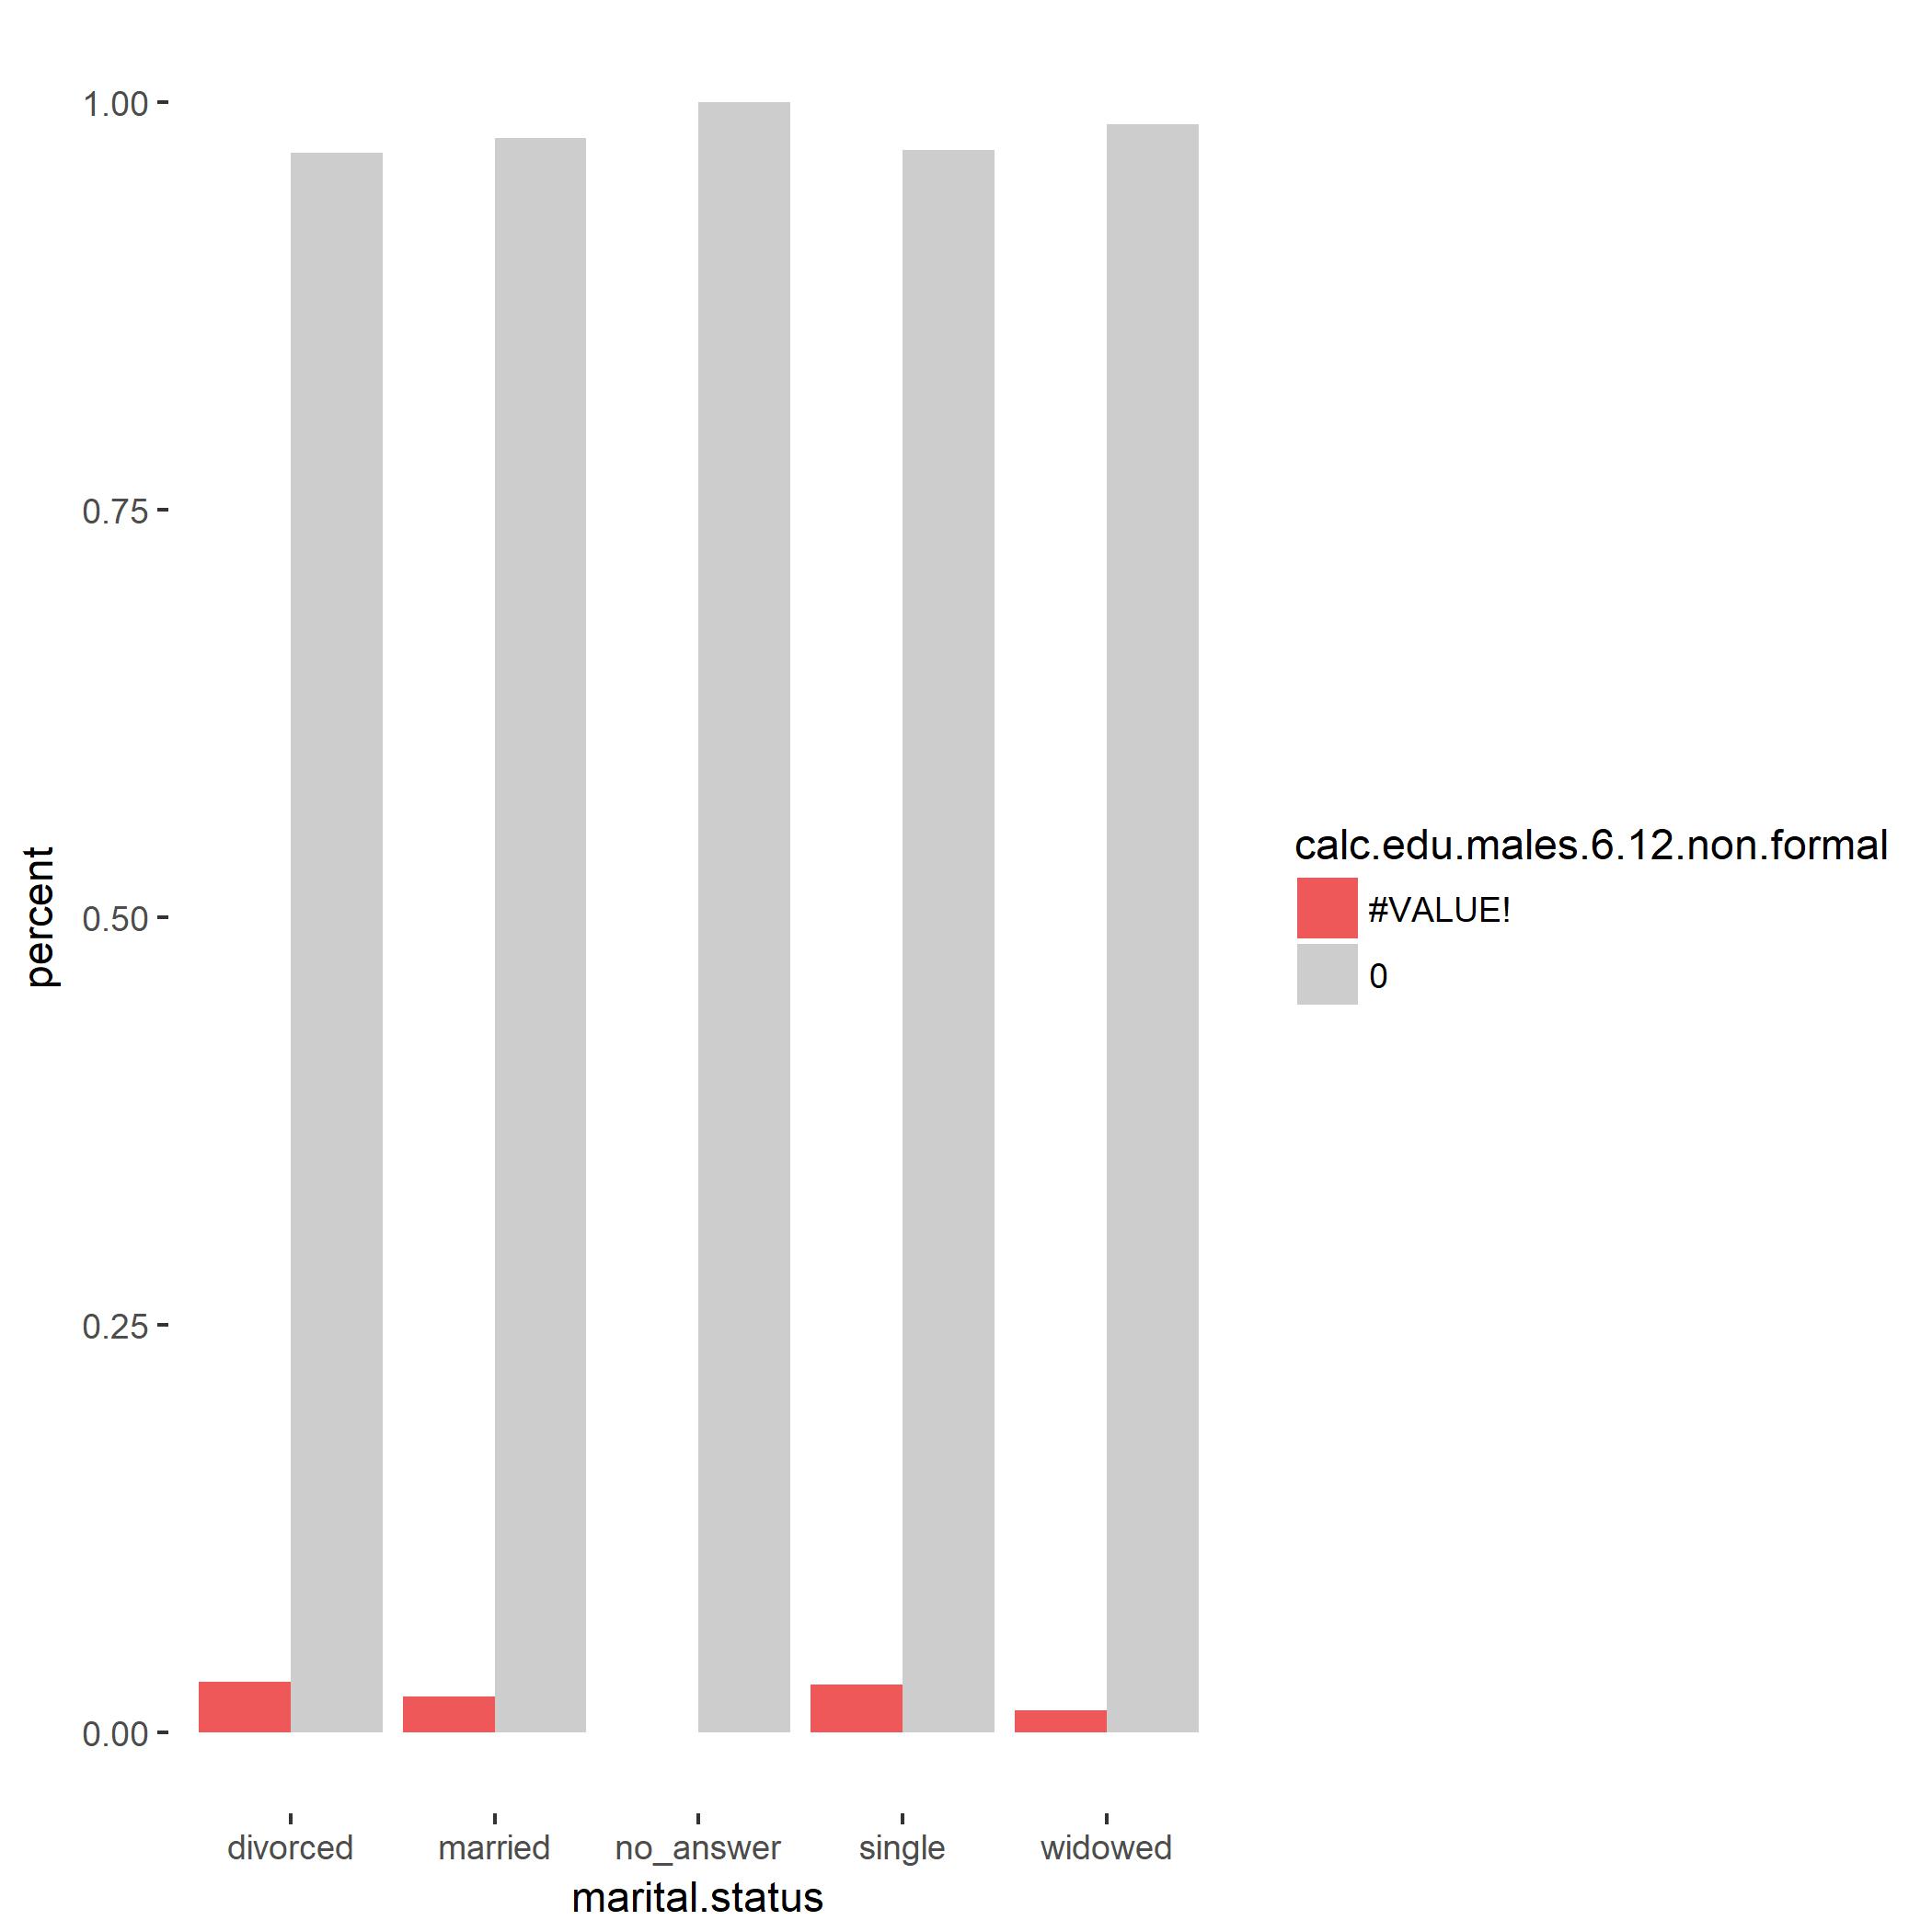 percent
1.00
0.75
0.50
0.25
0.00
divorced married no_answer single widowed
marital.status
calc.edu.males.6.12.non.formal
#VALUE!
0